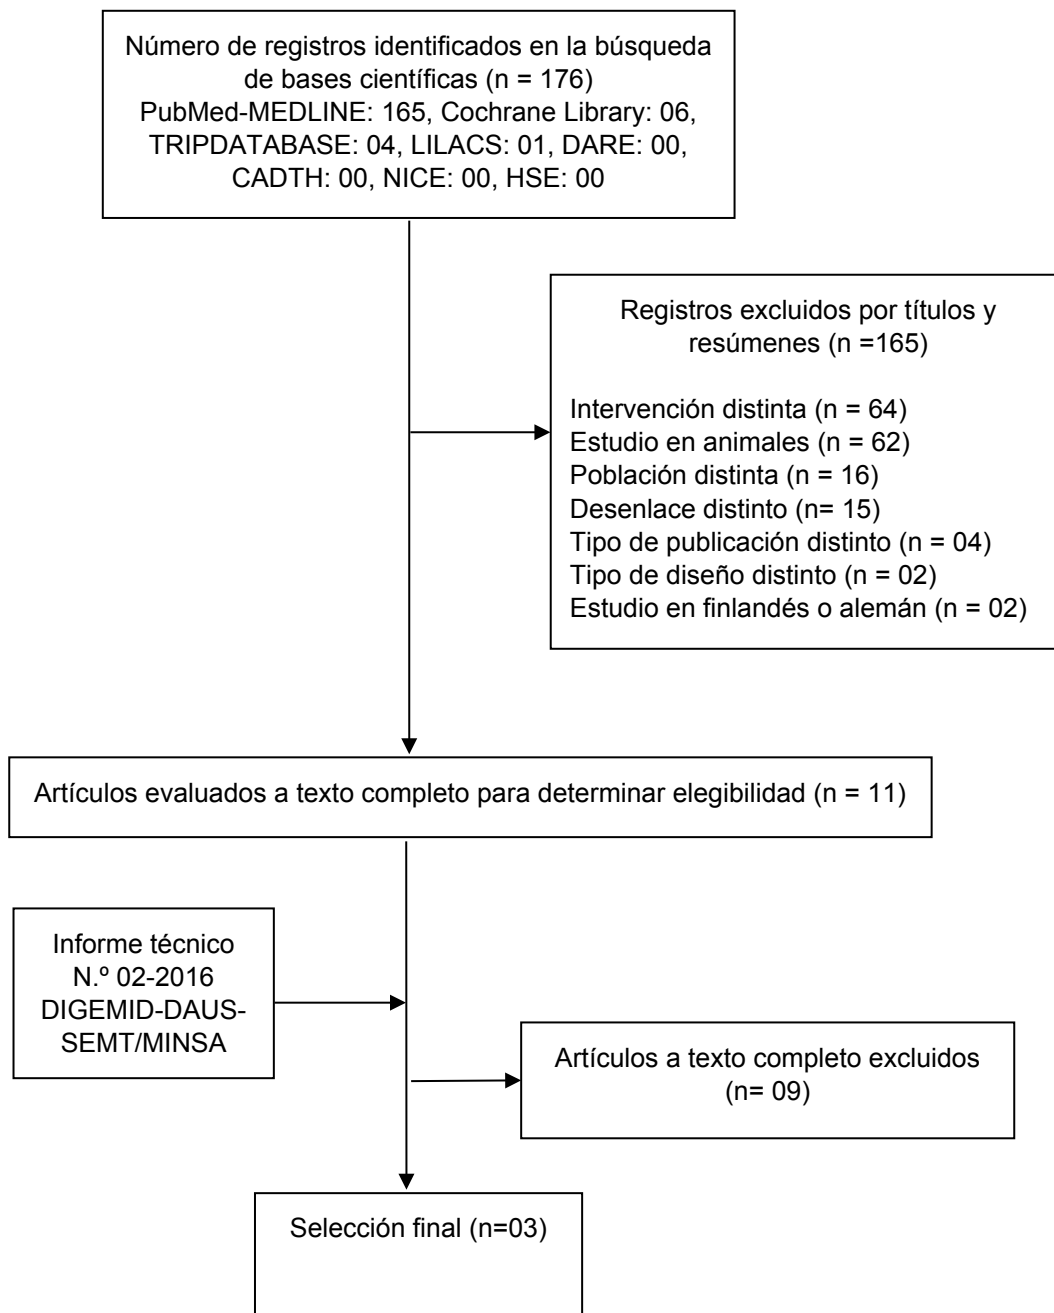 Número de registros identificados en la búsqueda
de bases científicas (n = 176)
PubMed-MEDLINE: 165, Cochrane Library: 06,
TRIPDATABASE: 04, LILACS: 01, DARE: 00,
CADTH: 00, NICE: 00, HSE: 00
Registros excluidos por títulos y
resúmenes (n =165)
Intervención distinta (n = 64)
Estudio en animales (n = 62)
Población distinta (n = 16)
Desenlace distinto (n= 15)
Tipo de publicación distinto (n = 04)
Tipo de diseño distinto (n = 02)
Estudio en finlandés o alemán (n = 02)
Artículos evaluados a texto completo para determinar elegibilidad (n = 11)
Informe técnico
N.º 02-2016
DIGEMID-DAUS-
SEMT/MINSA
Artículos a texto completo excluidos
(n= 09)
Selección final (n=03)